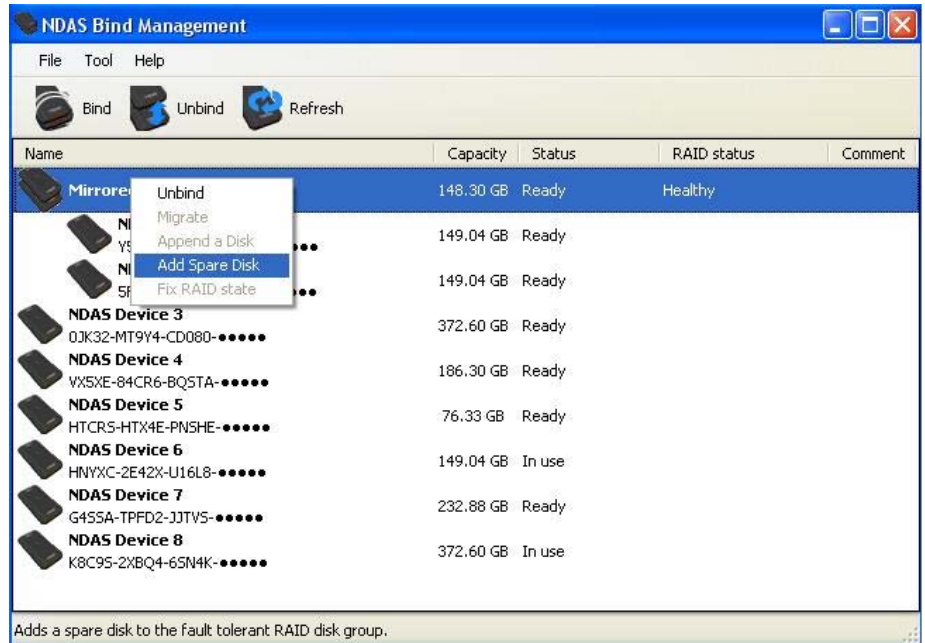 NDAS Bind Management
File Tool Help
Bind Unbind Refresh
Name Capacity Status RAID status Comment
148.30 GB Ready Healthy
Unbind
Migrate
Append a Disk
Add Spare Disk
Fix RAID state
149.04 GB Ready
149.04 GB Ready
NDAS Device 3
0JK32-MT9Y4-CD080-●●●●●
372.60 GB Ready
NDAS Device 4
VX5XE-84CR6-BQSTA-●●●●●
186.30 GB Ready
NDAS Device 5
HTCRS-HTX4E-PNSHE-●●●●●
76.33 GB Ready
NDAS Device 6
HNYXC-2E42X-U16L8-●●●●●
149.04 GB In use
NDAS Device 7
G4SSA-TPFD2-JJTVS-●●●●●
232.88 GB Ready
NDAS Device 8
K8C9S-2XBQ4-6SN4K-●●●●●
372.60 GB In use
Adds a spare disk to the fault tolerant RAID disk group.